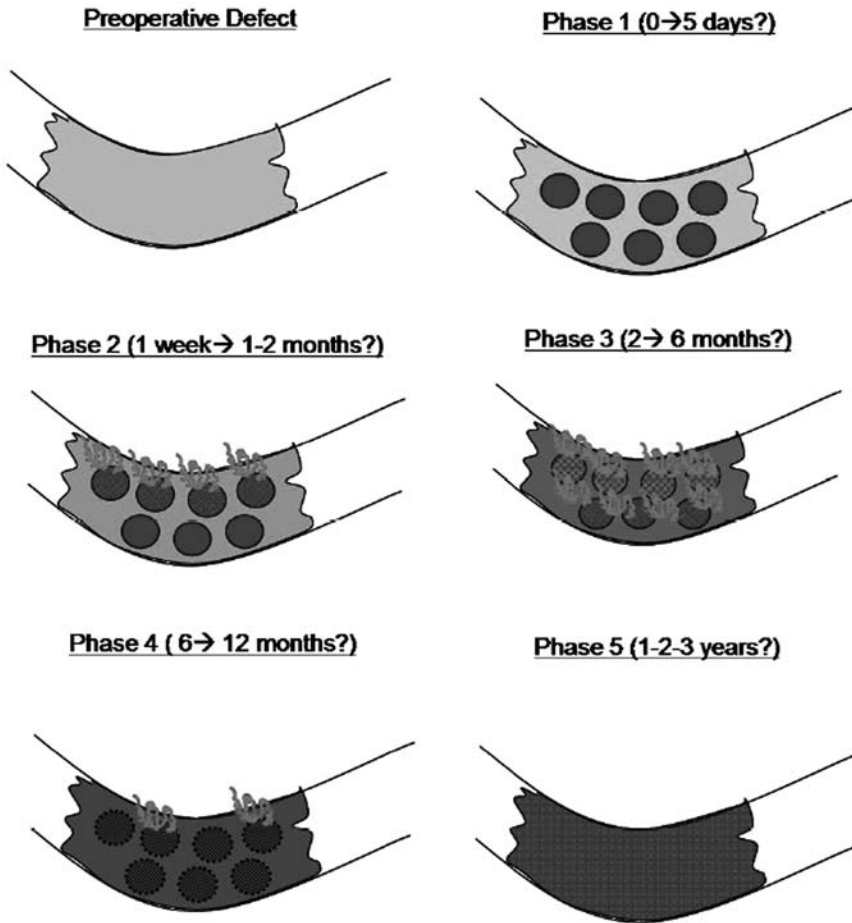 Preoperative Defect
Phase 1 (0→5 days?)
Phase 2 (1 week→ 1-2 months?)
Phase 3 (2→ 6 months?)
Phase 4 ( 6→ 12 months?)
Phase 5 (1-2-3 years?)